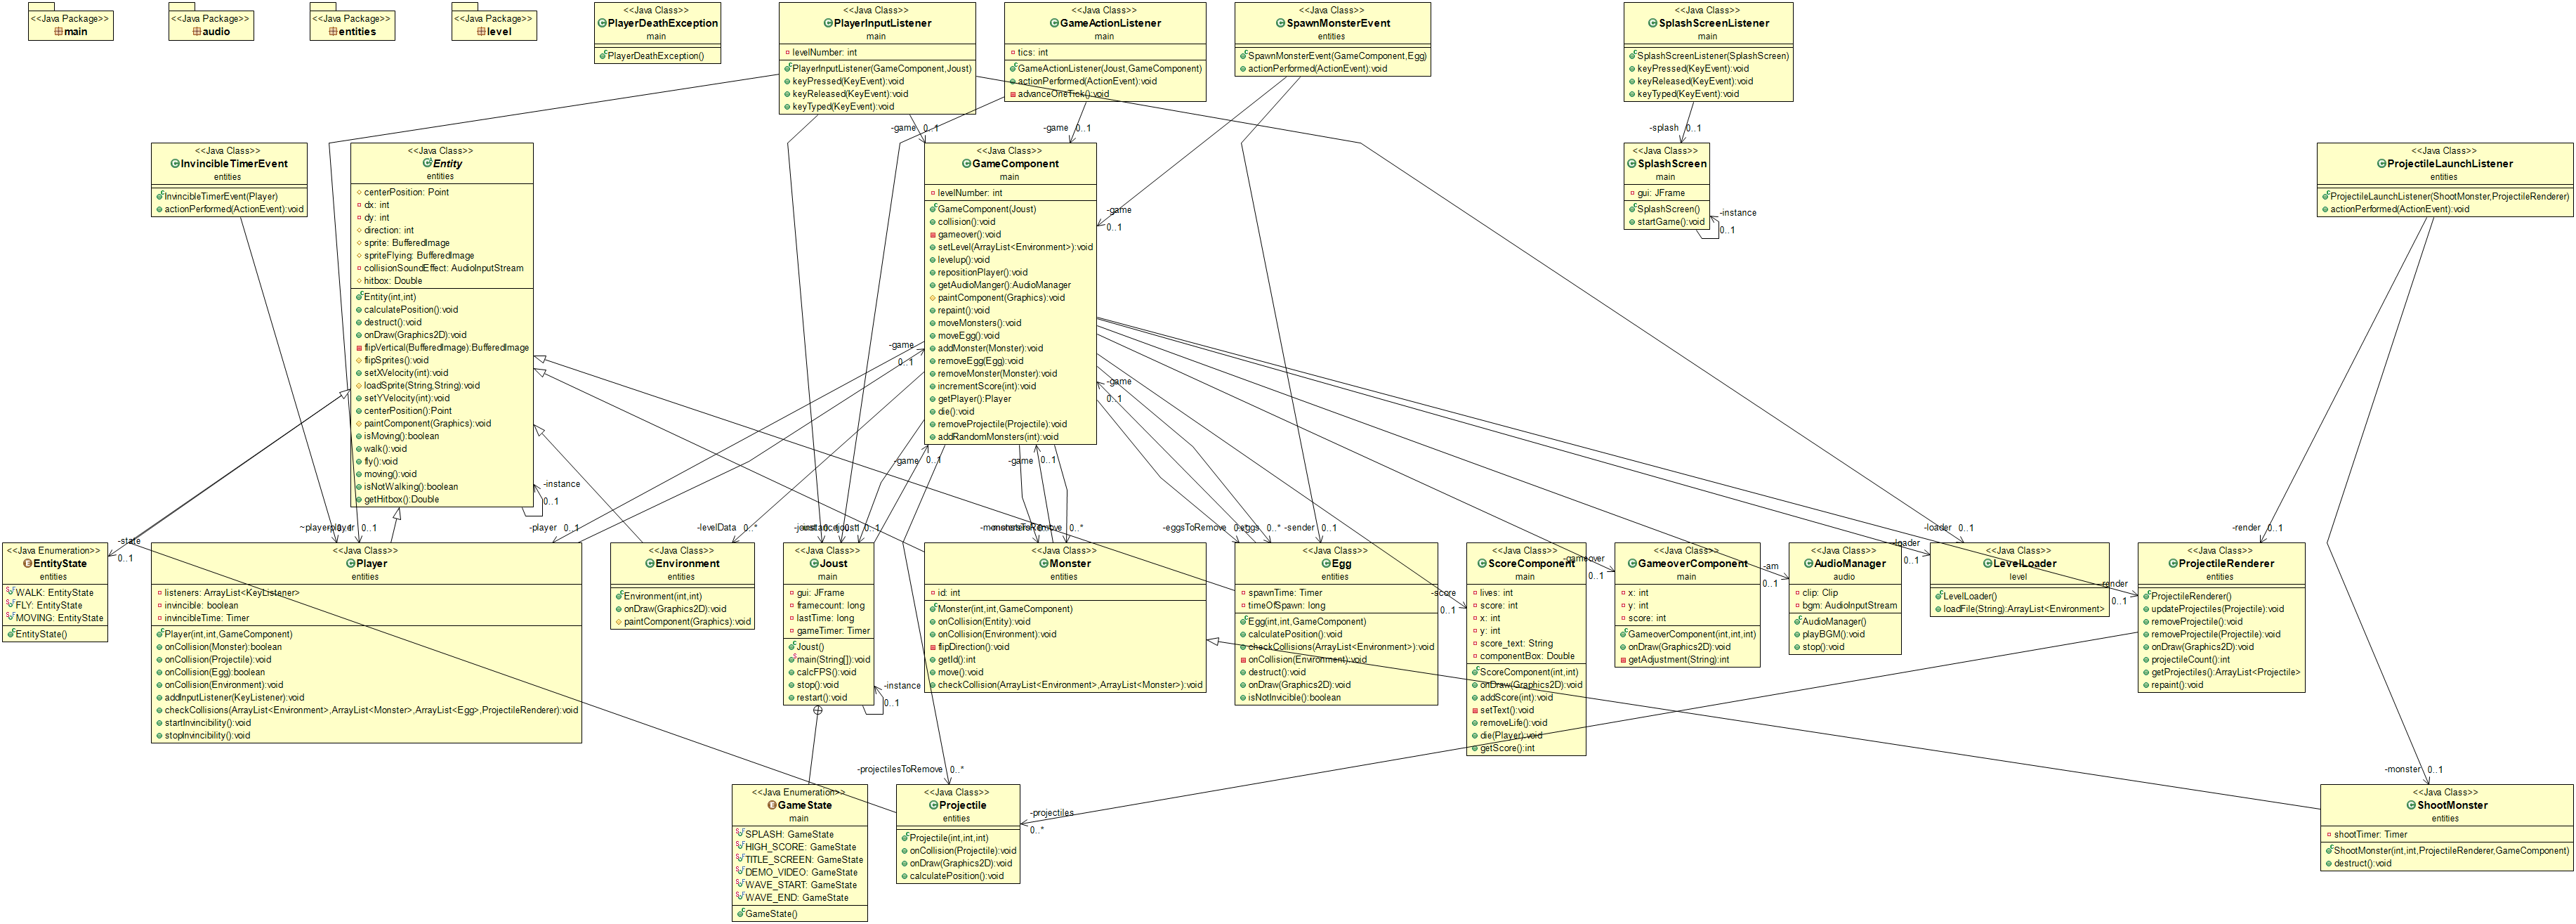 <<Java Package>>
main
<<Java Package>>
audio
<<Java Package>>
entities
<<Java Package>>
level
<<Java Class>>
PlayerDeathException
main
PlayerDeathException()
<<Java Class>>
PlayerInputListener
main
levelNumber: int
PlayerInputListener(GameComponent,Joust)
keyPressed(KeyEvent):void
keyReleased(KeyEvent):void
keyTyped(KeyEvent):void
<<Java Class>>
GameActionListener
main
tics: int
GameActionListener(Joust,GameComponent)
actionPerformed(ActionEvent):void
advanceOneTick():void
<<Java Class>>
SpawnMonsterEvent
entities
SpawnMonsterEvent(GameComponent,Egg)
actionPerformed(ActionEvent):void
<<Java Class>>
SplashScreenListener
main
SplashScreenListener(SplashScreen)
keyPressed(KeyEvent):void
keyReleased(KeyEvent):void
keyTyped(KeyEvent):void
-game 0..1
-game 0..1
-splash 0..1
<<Java Class>>
InvincibleTimerEvent
entities
InvincibleTimerEvent(Player)
actionPerformed(ActionEvent):void
<<Java Class>>
Entity
entities
centerPosition: Point
dx: int
dy: int
direction: int
sprite: BufferedImage
spriteFlying: BufferedImage
collisionSoundEffect: AudioInputStream
hitbox: Double
Entity(int,int)
calculatePosition():void
destruct():void
onDraw(Graphics2D):void
flipVertical(BufferedImage):BufferedImage
flipSprites():void
setXVelocity(int):void
loadSprite(String,String):void
setYVelocity(int):void
centerPosition():Point
paintComponent(Graphics):void
isMoving():boolean
walk():void
fly():void
moving():void
isNotWalking():boolean
getHitbox():Double
-instance
0..1
<<Java Class>>
GameComponent
main
levelNumber: int
GameComponent(Joust)
collision():void
gameover():void
setLevel(ArrayList<Environment>):void
levelup():void
repositionPlayer():void
getAudioManger():AudioManager
paintComponent(Graphics):void
repaint():void
moveMonsters():void
moveEgg():void
addMonster(Monster):void
removeEgg(Egg):void
removeMonster(Monster):void
incrementScore(int):void
getPlayer():Player
die():void
removeProjectile(Projectile):void
addRandomMonsters(int):void
-game
0..1
-game
0..1
-game
0..1
-game 0..1
-game 0..1
<<Java Class>>
SplashScreen
main
gui: JFrame
SplashScreen()
startGame():void
-instance
0..1
<<Java Class>>
ProjectileLaunchListener
entities
ProjectileLaunchListener(ShootMonster,ProjectileRenderer)
actionPerformed(ActionEvent):void
-state
0..1
0..1
-player 0..1
-levelData 0..*
0..1
0..*
-eggsToRemove
-eggs 0..*
-sender 0..1
-gameover
0..1
-am
0..1
-loader 0..1
-loader
0..1
-render 0..1
-render
0..1
-score
0..1
<<Java Enumeration>>
EntityState
entities
WALK: EntityState
FLY: EntityState
MOVING: EntityState
EntityState()
<<Java Class>>
Player
entities
listeners: ArrayList<KeyListener>
invincible: boolean
invincibleTime: Timer
Player(int,int,GameComponent)
onCollision(Monster):boolean
onCollision(Projectile):void
onCollision(Egg):boolean
onCollision(Environment):void
addInputListener(KeyListener):void
checkCollisions(ArrayList<Environment>,ArrayList<Monster>,ArrayList<Egg>,ProjectileRenderer):void
startInvincibility():void
stopInvincibility():void
<<Java Class>>
Environment
entities
Environment(int,int)
onDraw(Graphics2D):void
paintComponent(Graphics):void
<<Java Class>>
Joust
main
gui: JFrame
framecount: long
lastTime: long
gameTimer: Timer
Joust()
main(String[]):void
calcFPS():void
stop():void
restart():void
-instance
0..1
<<Java Class>>
Monster
entities
id: int
Monster(int,int,GameComponent)
onCollision(Entity):void
onCollision(Environment):void
flipDirection():void
getId():int
move():void
checkCollision(ArrayList<Environment>,ArrayList<Monster>):void
<<Java Class>>
Egg
entities
spawnTime: Timer
timeOfSpawn: long
Egg(int,int,GameComponent)
calculatePosition():void
checkCollisions(ArrayList<Environment>):void
onCollision(Environment):void
destruct():void
onDraw(Graphics2D):void
isNotInvicible():boolean
<<Java Class>>
ScoreComponent
main
lives: int
score: int
x: int
y: int
score_text: String
componentBox: Double
ScoreComponent(int,int)
onDraw(Graphics2D):void
addScore(int):void
setText():void
removeLife():void
die(Player):void
getScore():int
<<Java Class>>
GameoverComponent
main
x: int
y: int
score: int
GameoverComponent(int,int,int)
onDraw(Graphics2D):void
getAdjustment(String):int
<<Java Class>>
AudioManager
audio
clip: Clip
bgm: AudioInputStream
AudioManager()
playBGM():void
stop():void
<<Java Class>>
LevelLoader
level
LevelLoader()
loadFile(String):ArrayList<Environment>
<<Java Class>>
ProjectileRenderer
entities
ProjectileRenderer()
updateProjectiles(Projectile):void
removeProjectile():void
removeProjectile(Projectile):void
onDraw(Graphics2D):void
projectileCount():int
getProjectiles():ArrayList<Projectile>
repaint():void
-projectilesToRemove 0..*
-monster 0..1
<<Java Enumeration>>
GameState
main
SPLASH: GameState
HIGH_SCORE: GameState
TITLE_SCREEN: GameState
DEMO_VIDEO: GameState
WAVE_START: GameState
WAVE_END: GameState
GameState()
<<Java Class>>
Projectile
entities
Projectile(int,int,int)
onCollision(Projectile):void
onDraw(Graphics2D):void
calculatePosition():void
-projectiles
0..*
<<Java Class>>
ShootMonster
entities
shootTimer: Timer
ShootMonster(int,int,ProjectileRenderer,GameComponent)
destruct():void